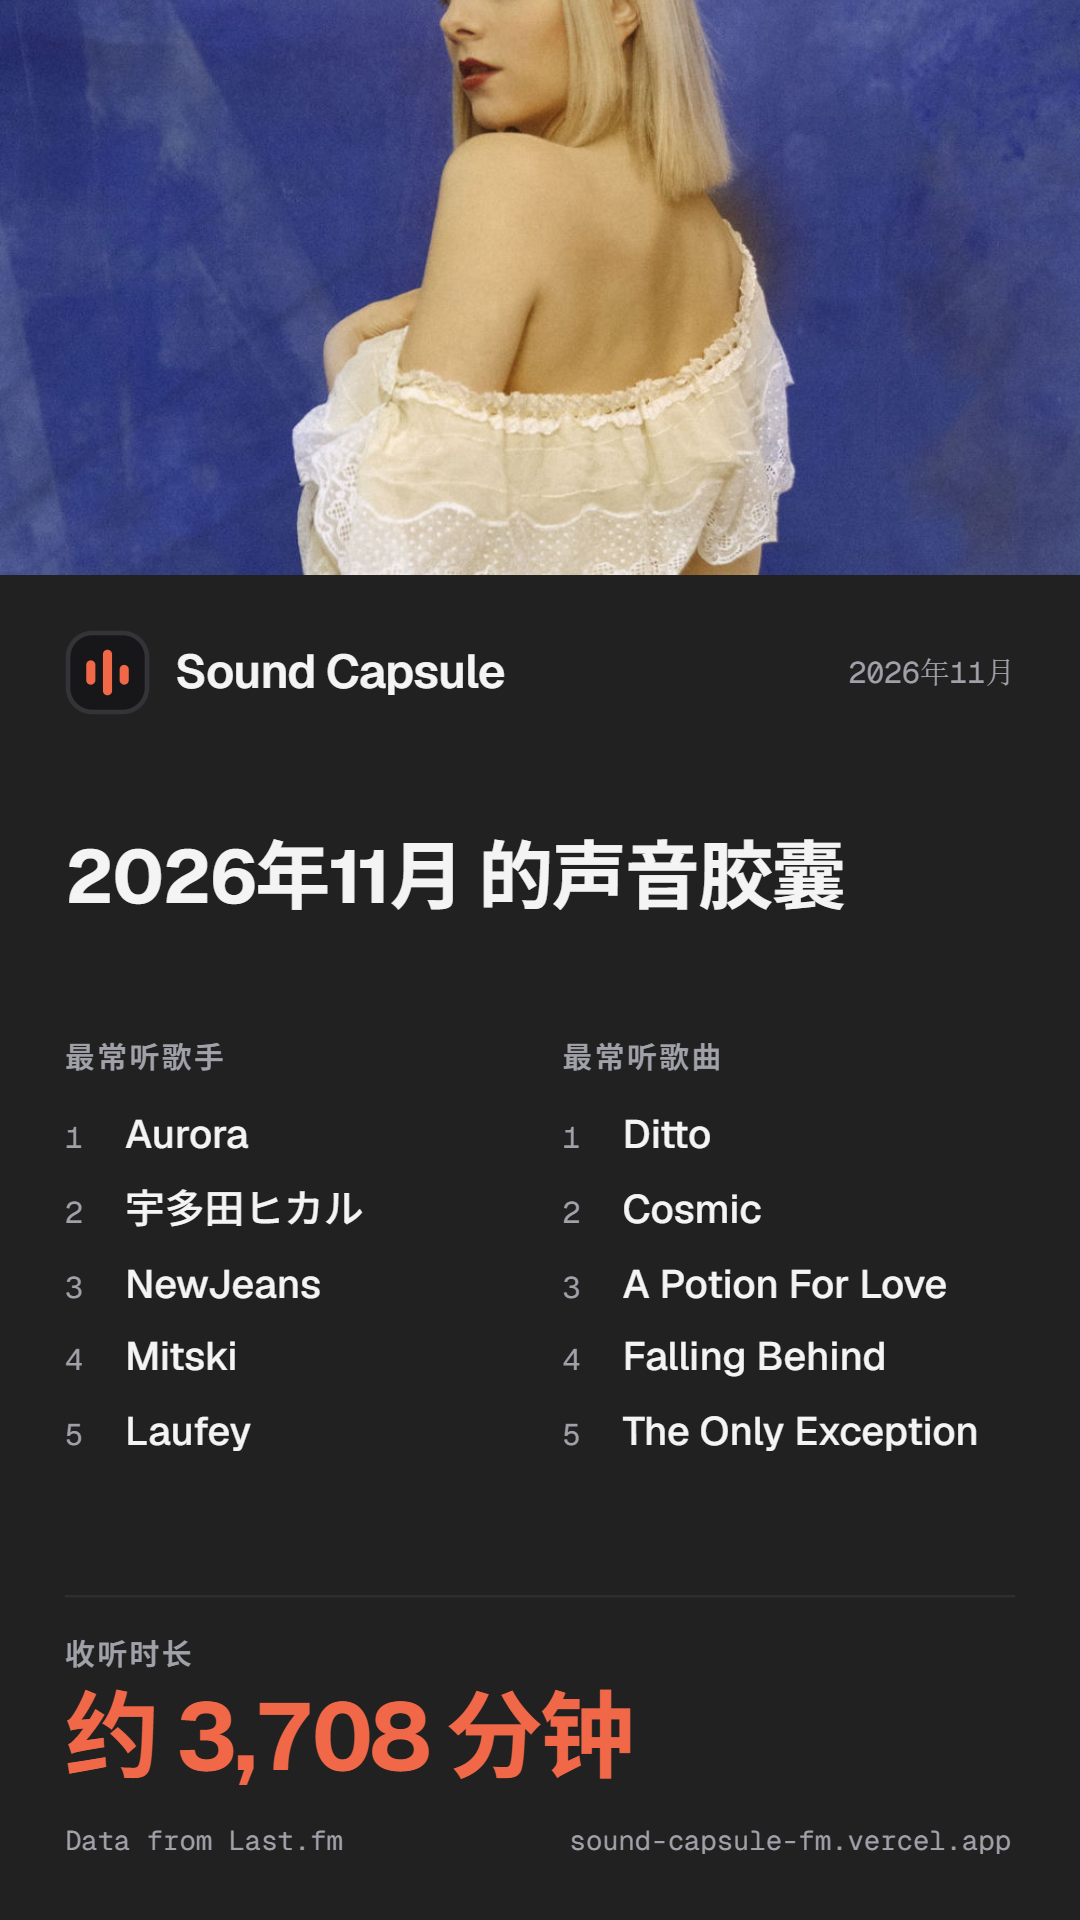 Sound Capsule
2026年11月
2026年11月 的声音胶囊
最常听歌手
1 Aurora
2 宇多田ヒカル
3 NewJeans
4 Mitski
5 Laufey
最常听歌曲
1 Ditto
2 Cosmic
3 A Potion For Love
4 Falling Behind
5 The Only Exception
收听时长
约 3,708 分钟
Data from Last.fm
sound-capsule-fm.vercel.app